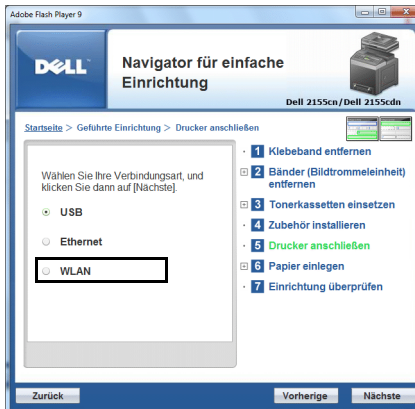 Adobe Flash Player 9
DELL
Navigator für einfache
Einrichtung
Dell 2155cn/Dell 2155cdn
Startseite > Geführte Einrichtung > Drucker anschließen
Wählen Sie Ihre Verbindungsart, und
klicken Sie dann auf [Nächste].
USB
Ethernet
WLAN
1 Klebeband entfernen
2 Bänder (Bildtrommeleinheit)
entfernen
3 Tonerkassetten einsetzen
4 Zubehör installieren
5 Drucker anschließen
6 Papier einlegen
7 Einrichtung überprüfen
Zurück
Vorherige
Nächste